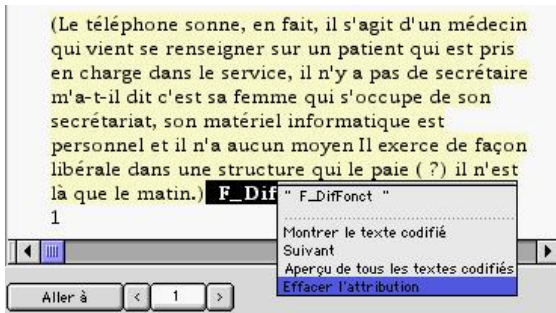 (Le téléphone sonne, en fait, il s'agit d'un médecin
qui vient se renseigner sur un patient qui est pris
en charge dans le service, il n'y a pas de secrétaire
m'a-t-il dit c'est sa femme qui s'occupe de son
secrétariat, son matériel informatique est
personnel et il n'a aucun moyen Il exerce de façon
libérale dans une structure qui le paie ( ?) il n'est
là que le matin.) F_Dif
" F_DifFonct "
1
Montrer le texte codifié
Suivant
Aperçu de tous les textes codifiés
Effacer l'attribution
Aller à < 1 >